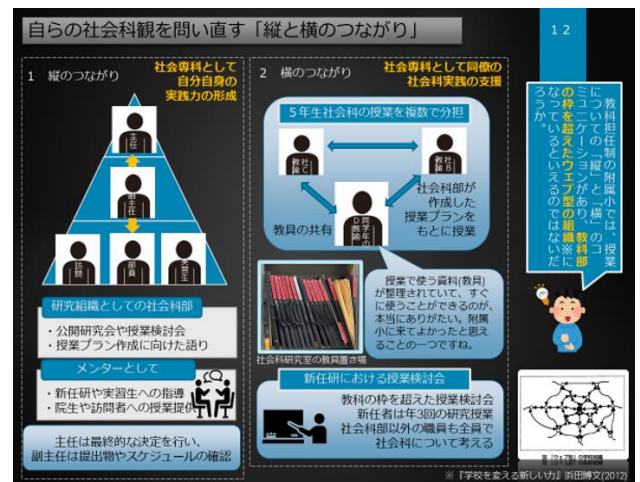 自らの社会科観を問い直す「縦と横のつながり」
12
1 縦のつながり
社会専科として
自分自身の
実践力の形成
主任
副主任
訪問
部員
実習生
研究組織としての社会科部
・公開研究会や授業検討会
・授業プラン作成に向けた語り
メンターとして
・新任研や実習生への指導
・院生や訪問者への授業提供
主任は最終的な決定を行い、
副主任は提出物やスケジュールの確認
2 横のつながり
社会専科として同僚の
社会科実践の支援
5年生社会科の授業を複数で分担
社C
教諭
社B
教諭
同学年の
D教諭
教具の共有
社会科部が
作成した
授業プランを
もとに授業
社会科研究室の教具置き場
授業で使う資料(教具)
が整理されていて、すぐ
に使うことができるのが、
本当にありがたい。附属
小に来てよかったと思え
ることの一つですね。
新任研における授業検討会
教科の枠を超えた授業検討会
新任者は年3回の研究授業
社会科部以外の職員も全員で
社会科について考える
教科担任制の附属小では、授業
についての「縦」と「横」のコ
ミュニケーションがあり、教科部
の枠を超えたウェブ型の組織※に
なっているといえるのではないだ
ろうか。
※『学校を変える新しい力』浜田博文(2012)